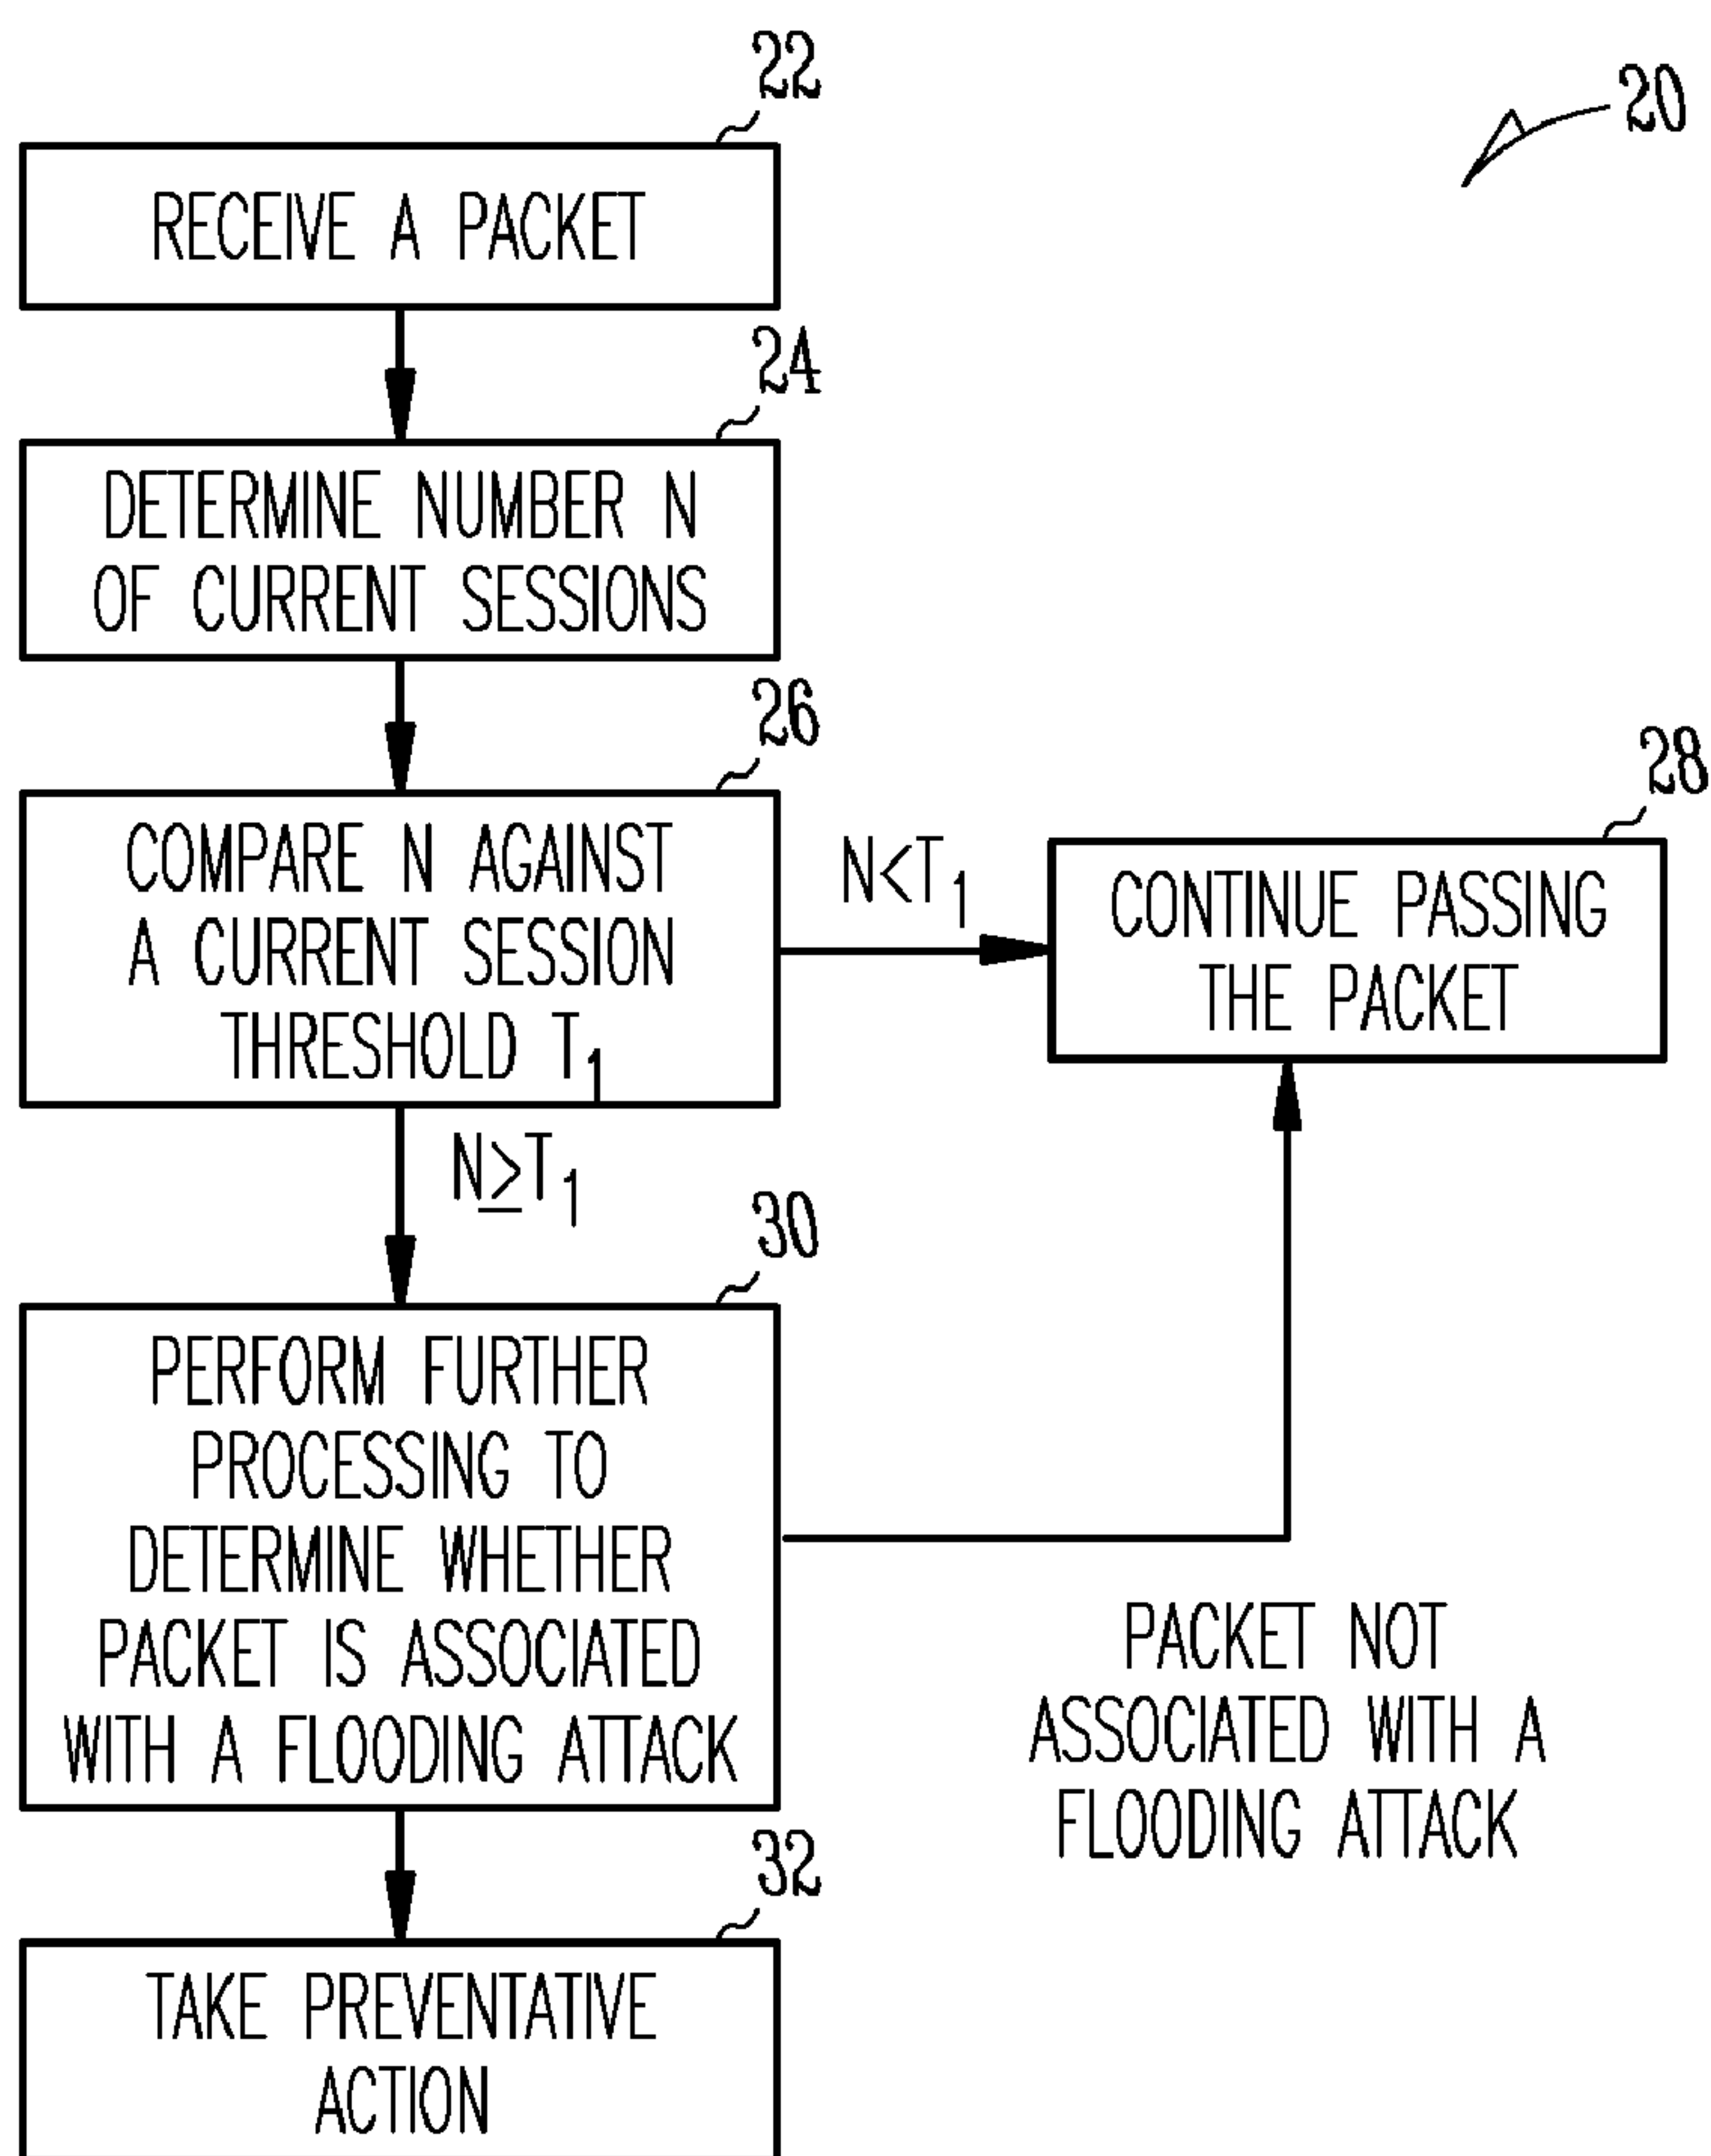 22
20
RECEIVE A PACKET
24
DETERMINE NUMBER N
OF CURRENT SESSIONS
26
COMPARE N AGAINST
A CURRENT SESSION
THRESHOLD T1
N<T1
28
CONTINUE PASSING
THE PACKET
N≥T1
30
PERFORM FURTHER
PROCESSING TO
DETERMINE WHETHER
PACKET IS ASSOCIATED
WITH A FLOODING ATTACK
PACKET NOT
ASSOCIATED WITH A
FLOODING ATTACK
32
TAKE PREVENTATIVE
ACTION